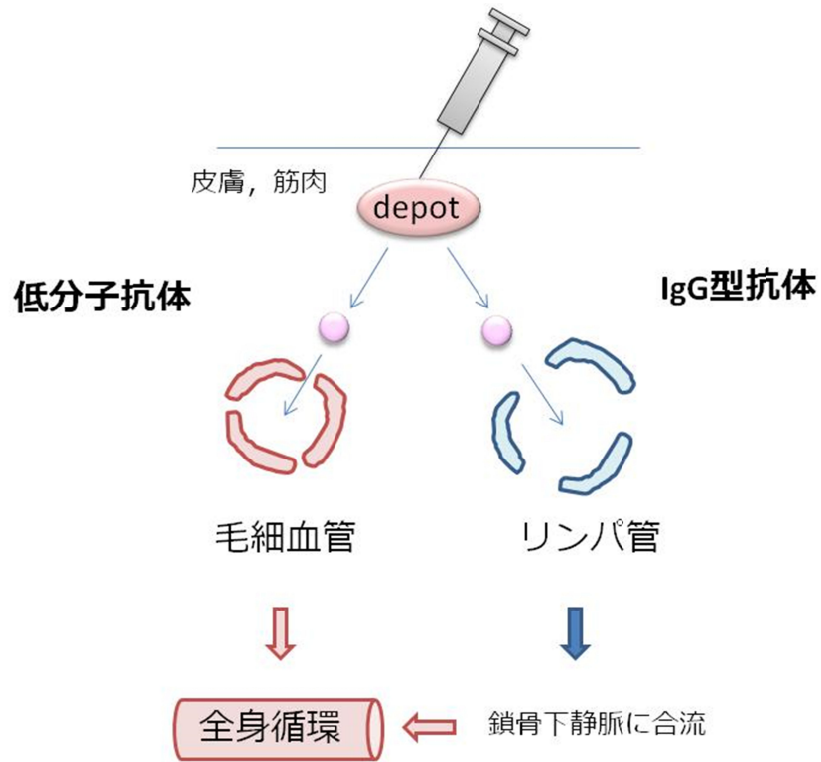 皮膚，筋肉
depot
低分子抗体
IgG型抗体
毛細血管
リンパ管
全身循環
鎖骨下静脈に合流